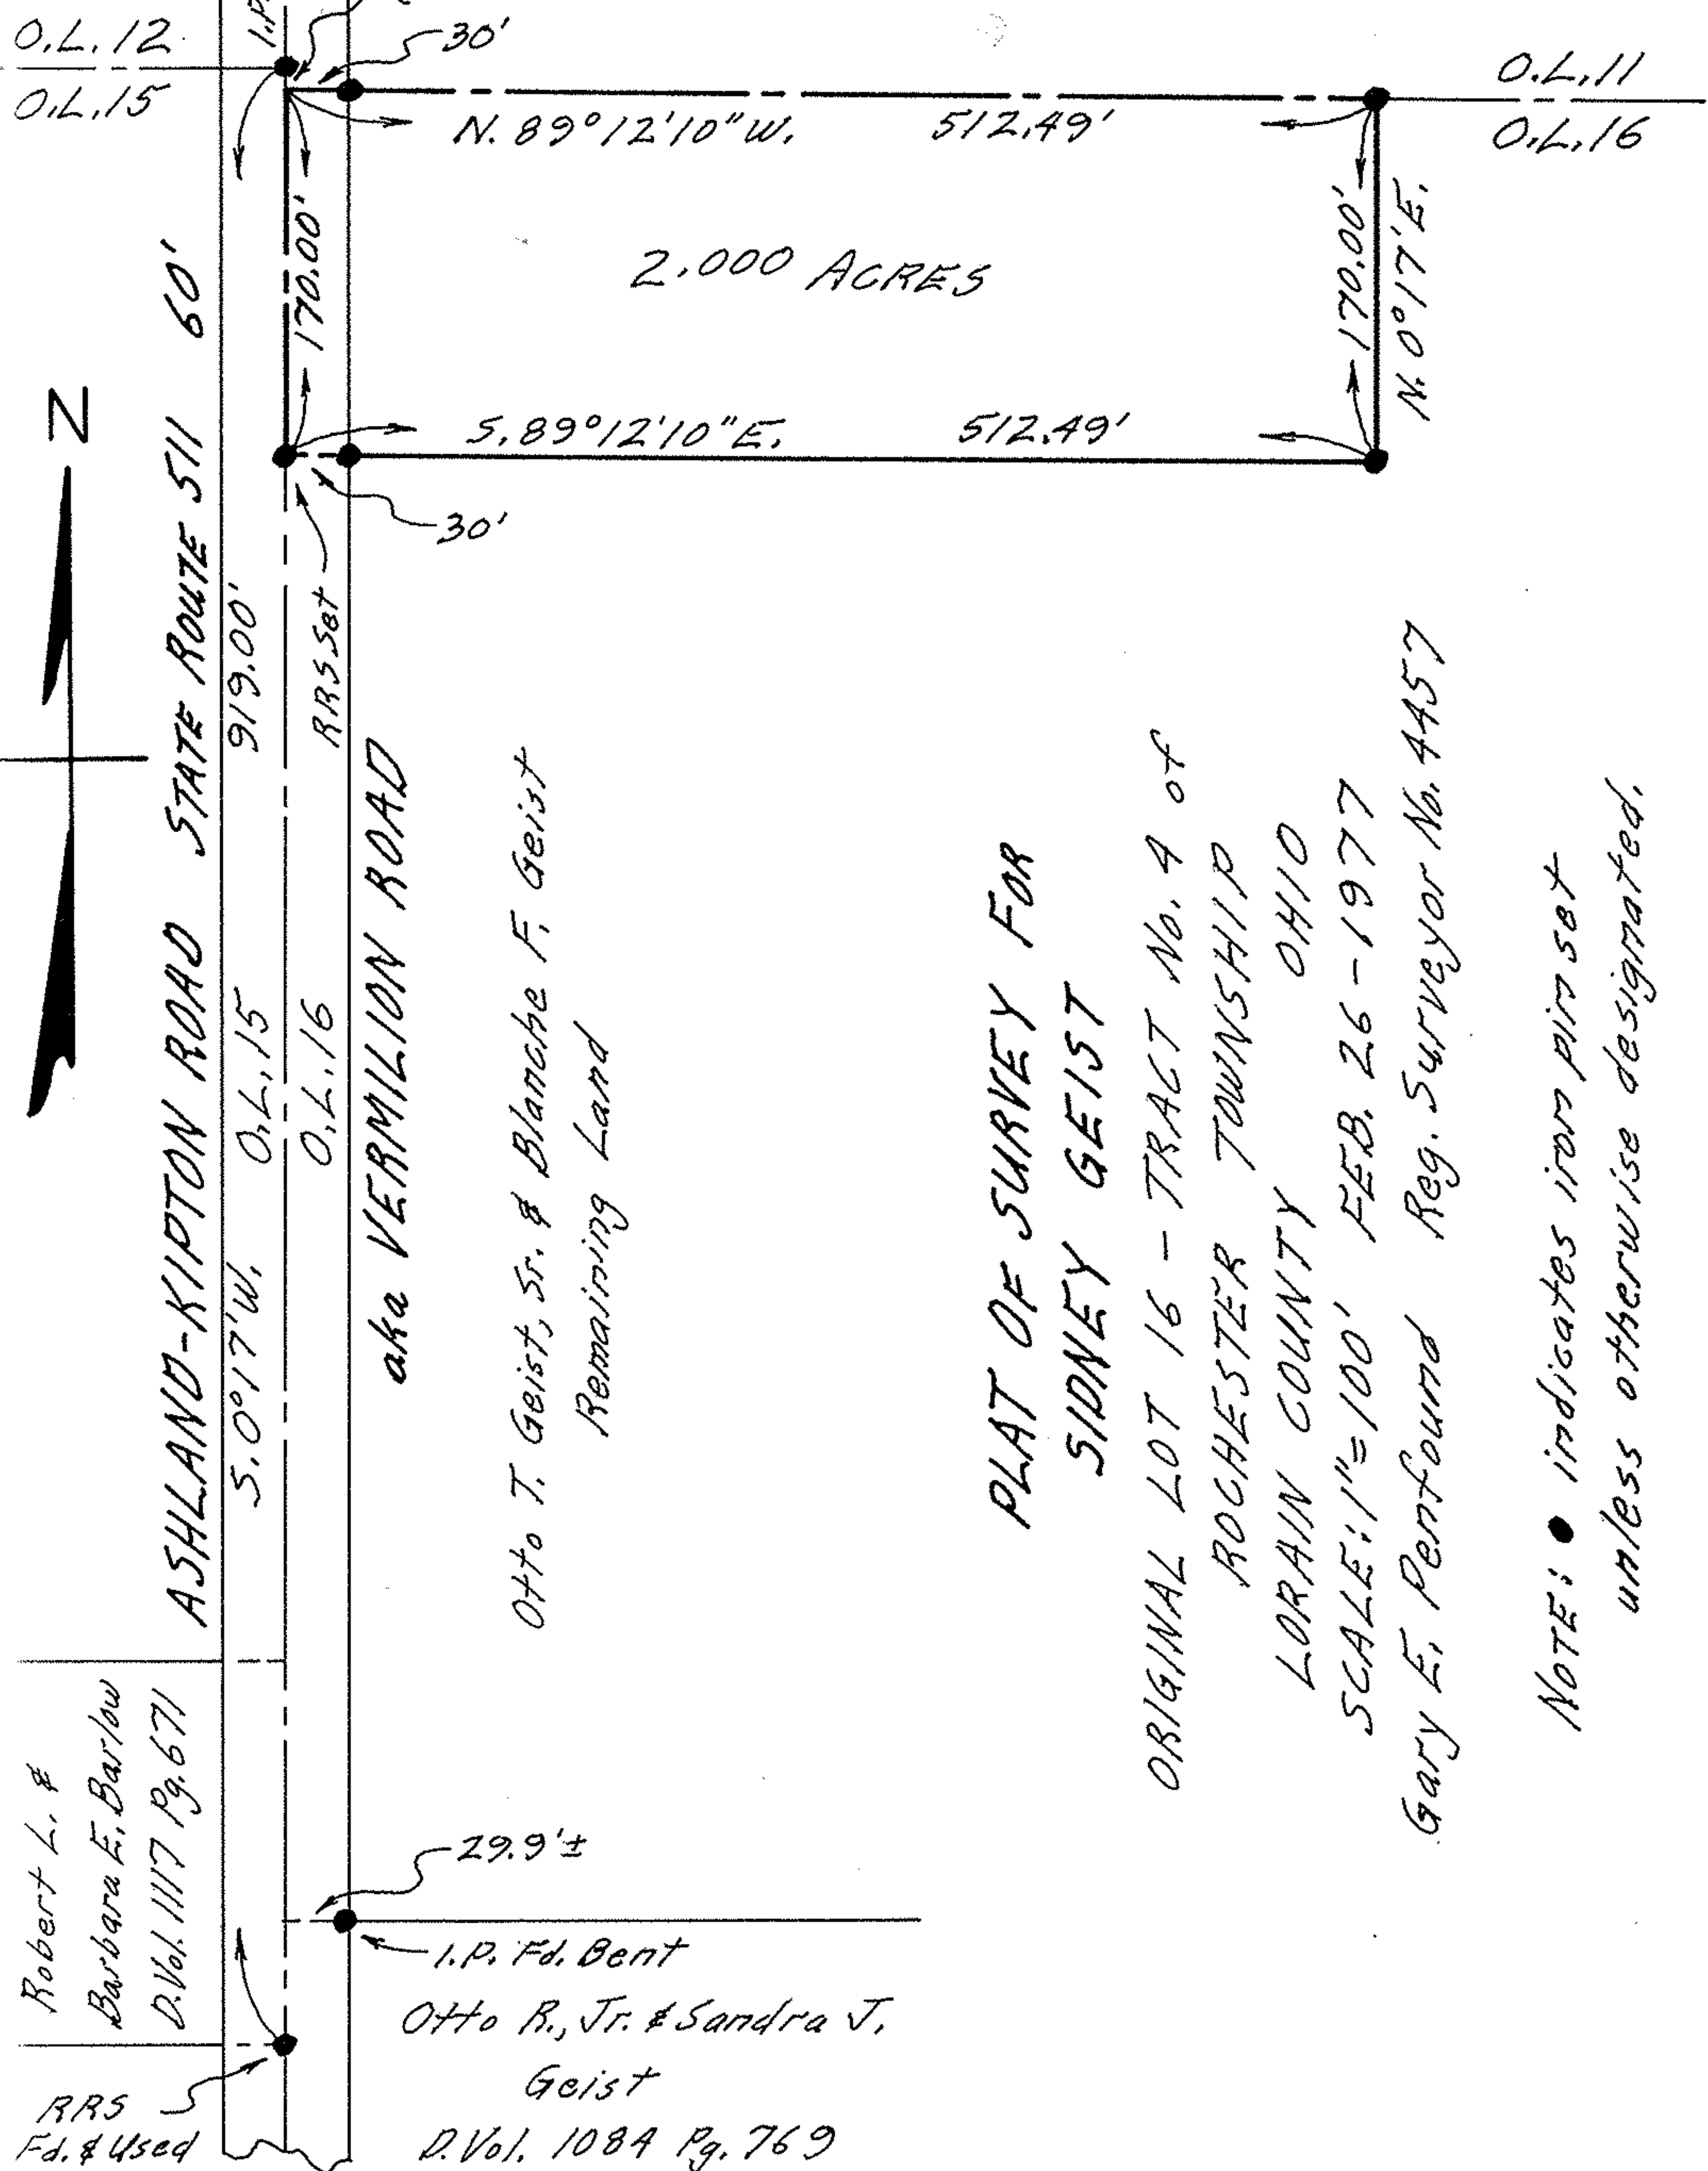 O.L. 12
O.L. 15
I.P.
30'
O.L. 11
O.L. 16
N. 89°12'10" W.   512.49'
170.00'
2.000 ACRES
170.00'
N. 0°17' E.
S. 89°12'10" E.   512.49'
30'
RRS Set
N
ASHLAND-KIPTON ROAD   STATE ROUTE 511   60'
S. 0°17' W.   O.L. 15   919.00'
O.L. 16
aka VERMILION ROAD
Otto T. Geist, Sr. & Blanche F. Geist
Remaining Land
PLAT OF SURVEY FOR
SIDNEY GEIST
ORIGINAL LOT 16 - TRACT No. 4 of
ROCHESTER TOWNSHIP
LORAIN COUNTY   OHIO
SCALE: 1"=100'   FEB. 26-1977
Gary E. Penfound   Reg. Surveyor No. 4457
NOTE: ● indicates iron pin set
unless otherwise designated.
Robert L. &
Barbara E. Barlow
D.Vol. 1117 Pg. 671
29.9'±
I.P. Fd. Bent
Otto R., Jr. & Sandra J.
Geist
D.Vol. 1084 Pg. 769
RRS
Fd. & Used